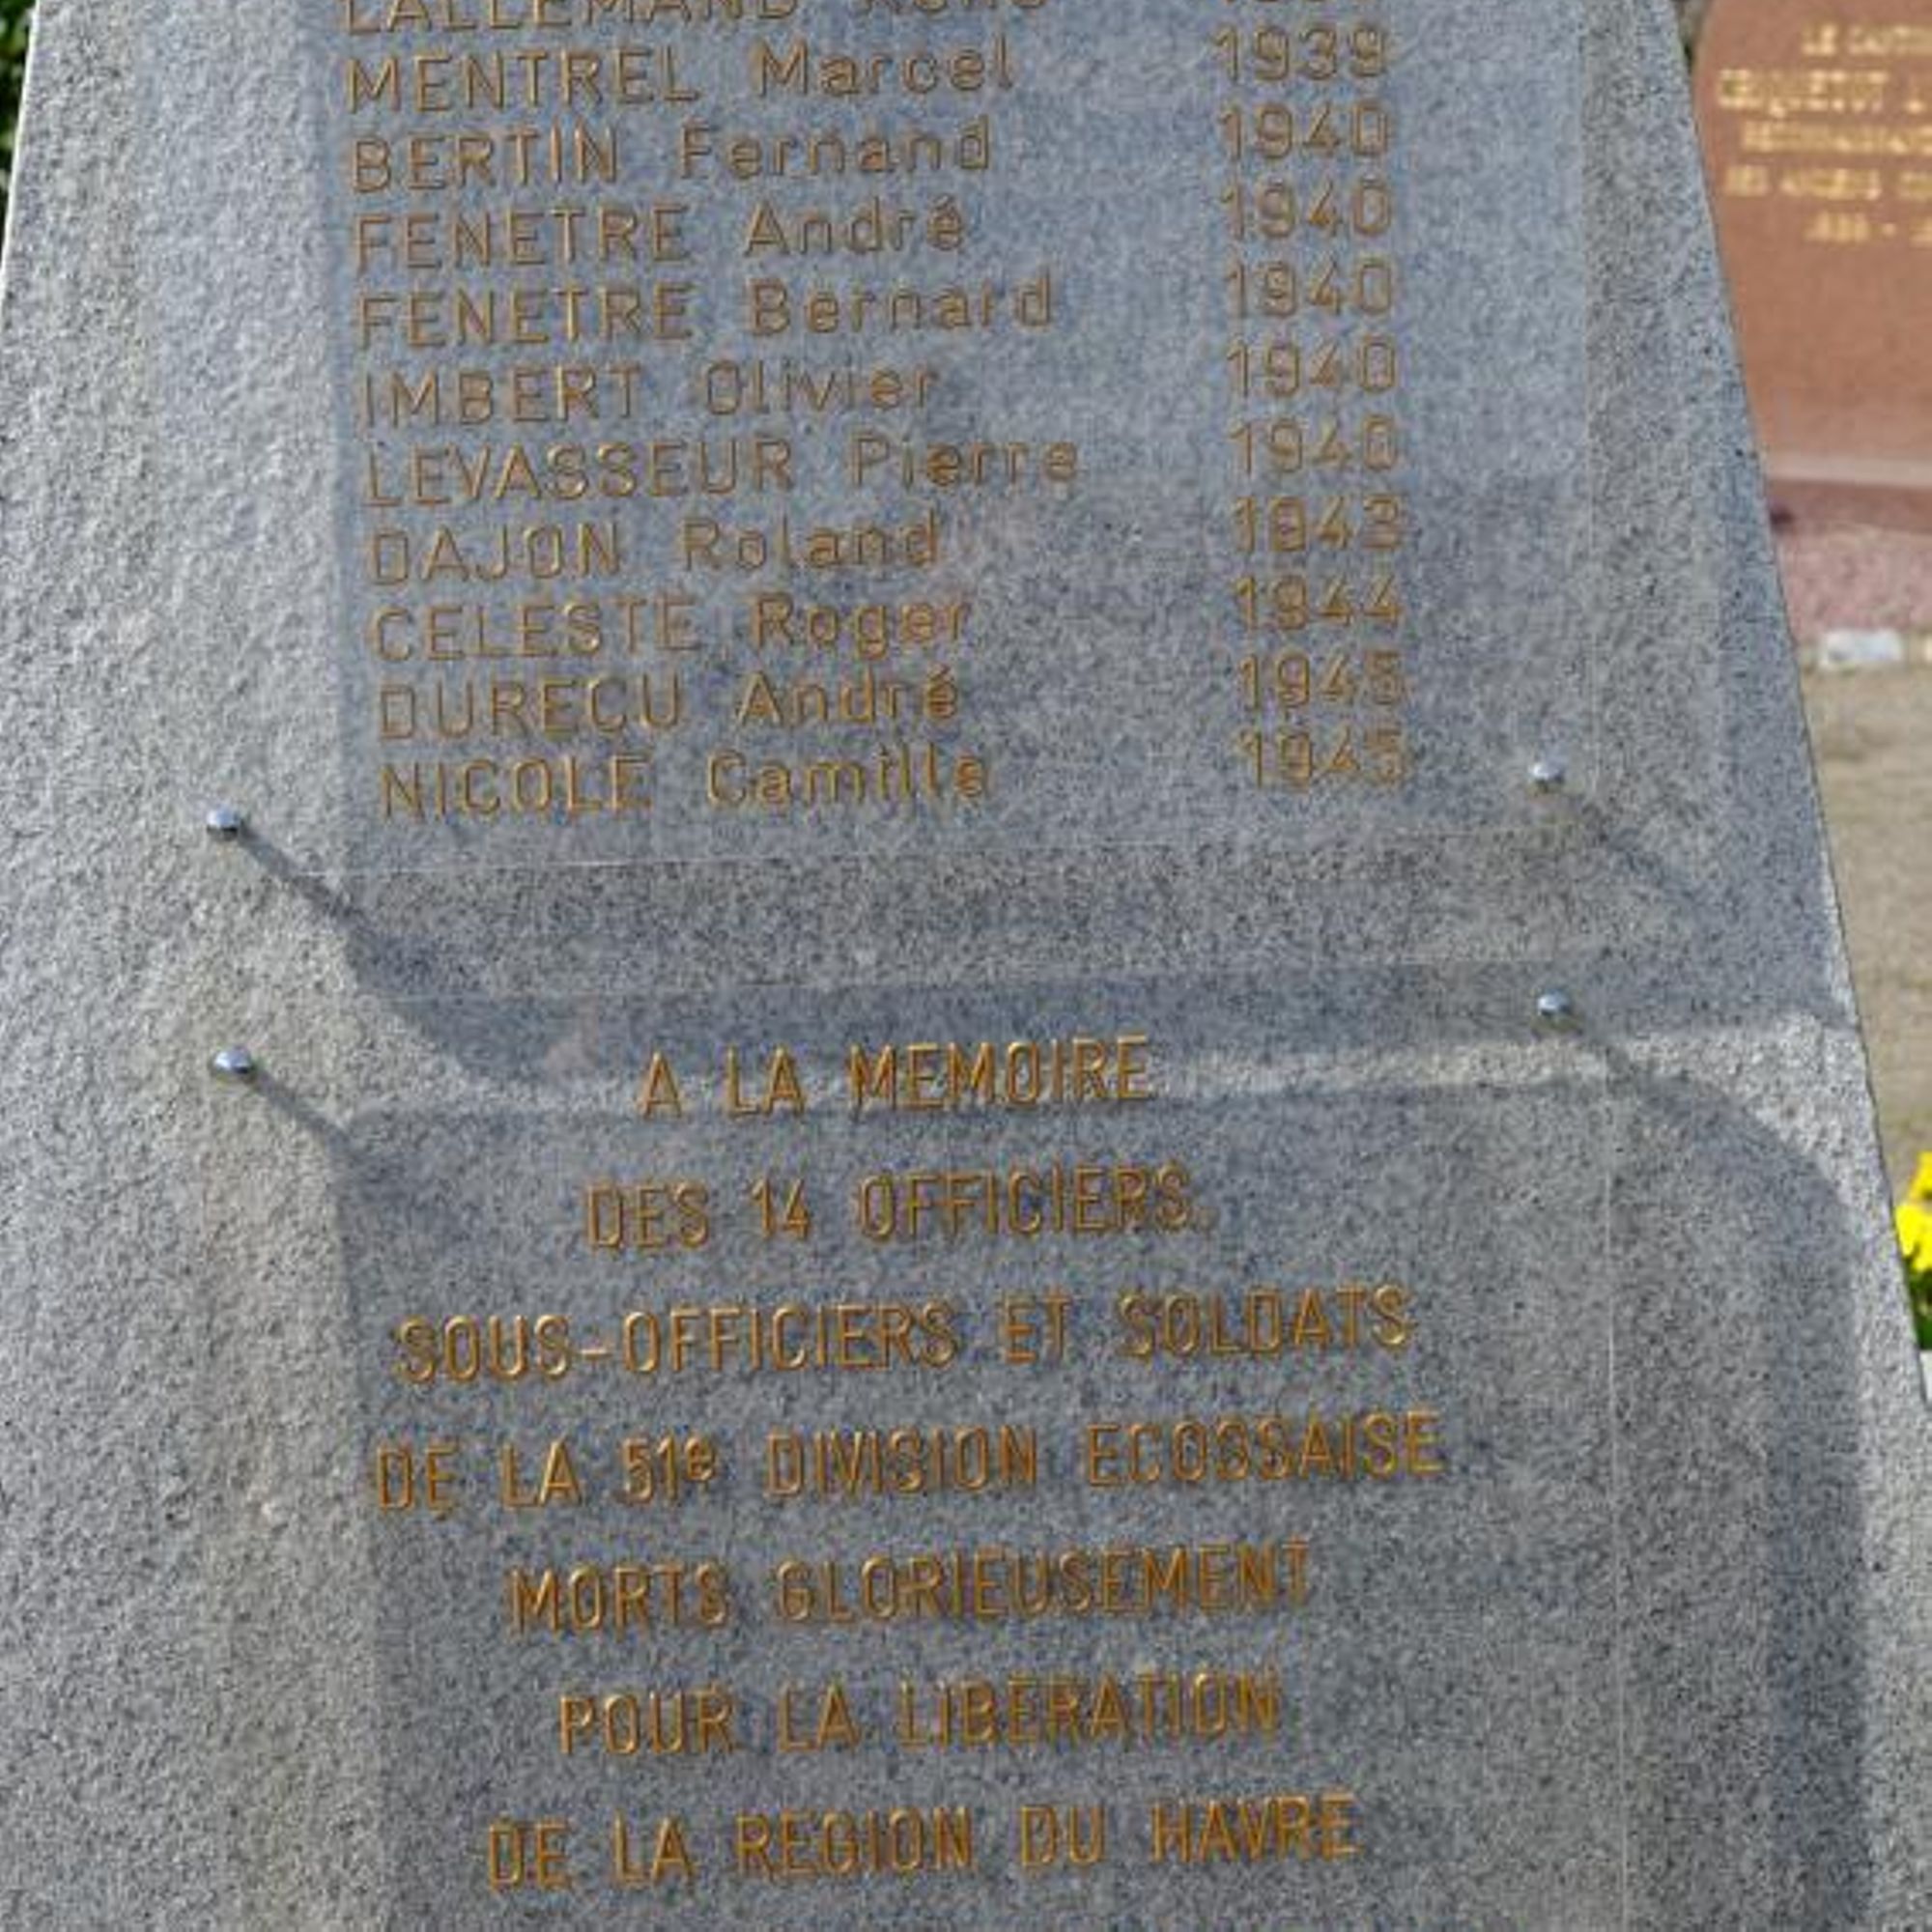 LALLEMAND
MENTREL Marcel 1939
BERTIN Fernand 1940
FENETRE André 1940
FENETRE Bernard 1940
IMBERT Olivier 1940
LEVASSEUR Pierre 1940
DAJON Roland 1943
CELESTE Roger 1944
DURECU André 1945
NICOLE Camille 1945
A LA MEMOIRE
DES 14 OFFICIERS.
SOUS-OFFICIERS ET SOLDATS
DE LA 51e DIVISION ECOSSAISE
MORTS GLORIEUSEMENT
POUR LA LIBERATION
DE LA REGION DU HAVRE